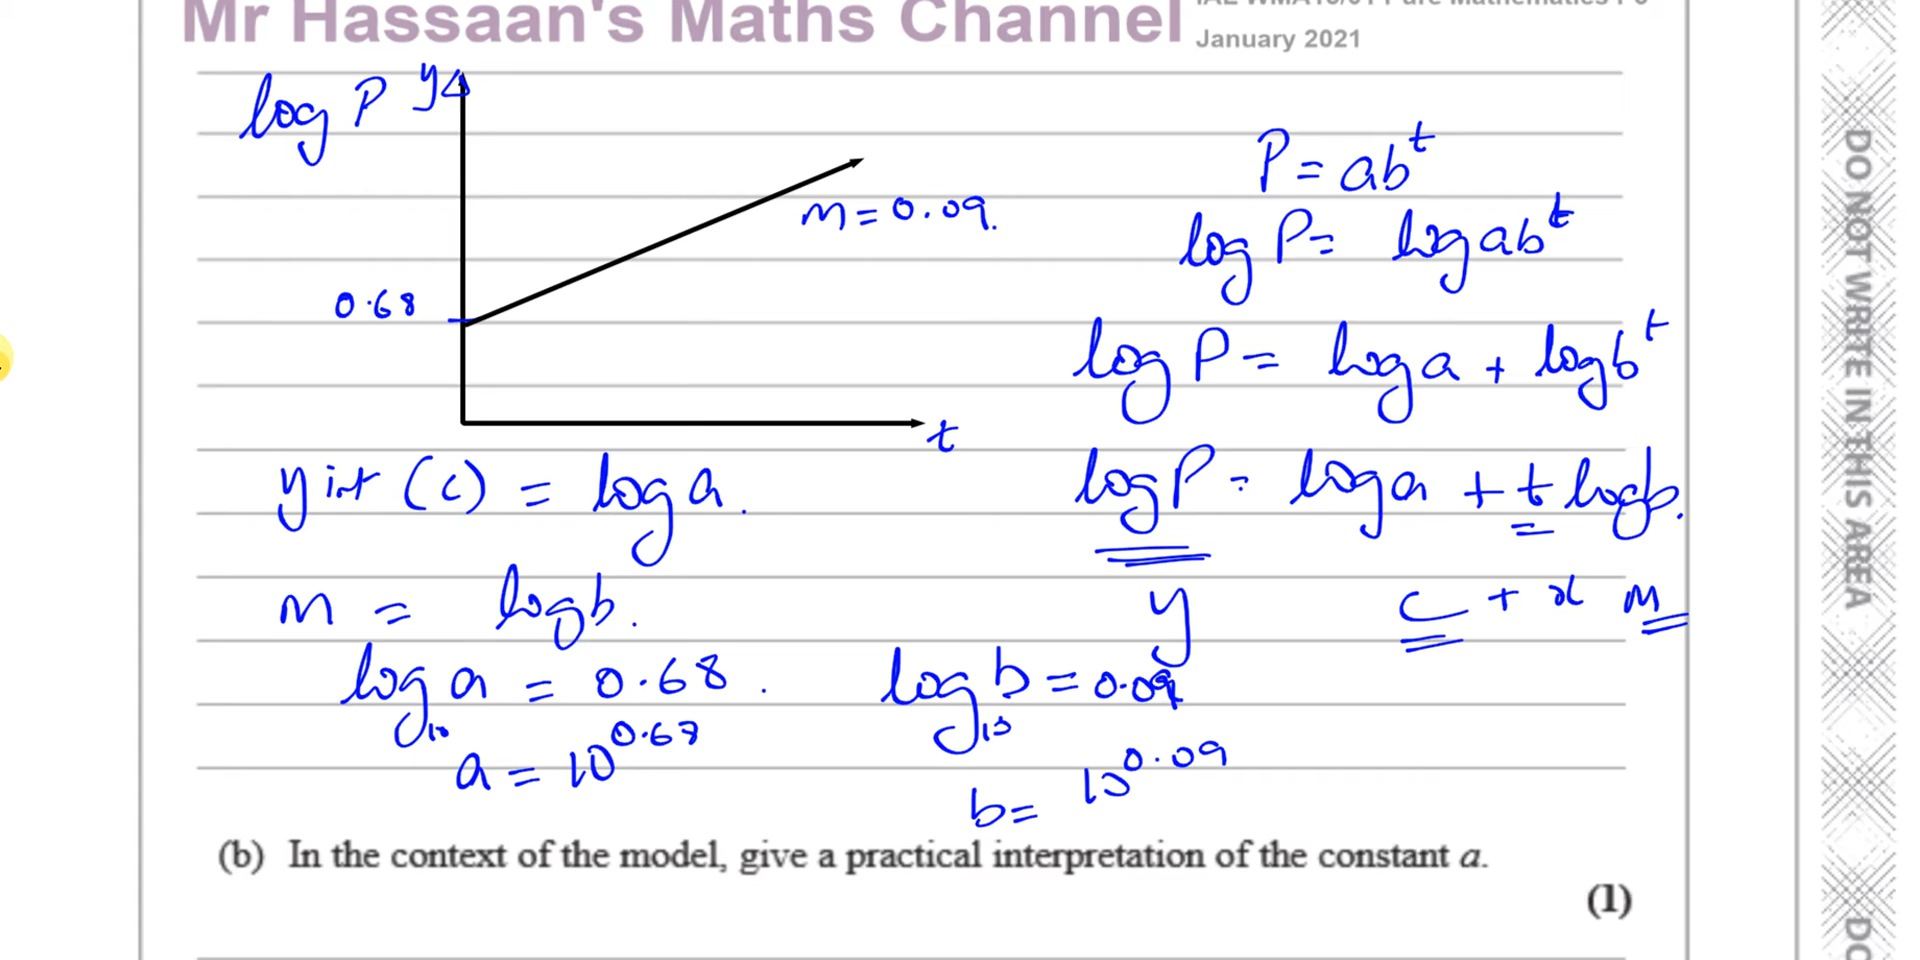 Mr Hassaan's Maths Channel
January 2021
log P y
P = ab^t
m = 0.09.
log P = log ab^t
0.68
log P = log a + log b^t
t
y int (c) = log a.
log P = log a + t log b.
m = log b.
y c + x m
log₁₀ a = 0.68.
log₁₀ b = 0.09
a = 10^0.68
b = 10^0.09
(b) In the context of the model, give a practical interpretation of the constant a.
(1)
DO NOT WRITE IN THIS AREA
DO